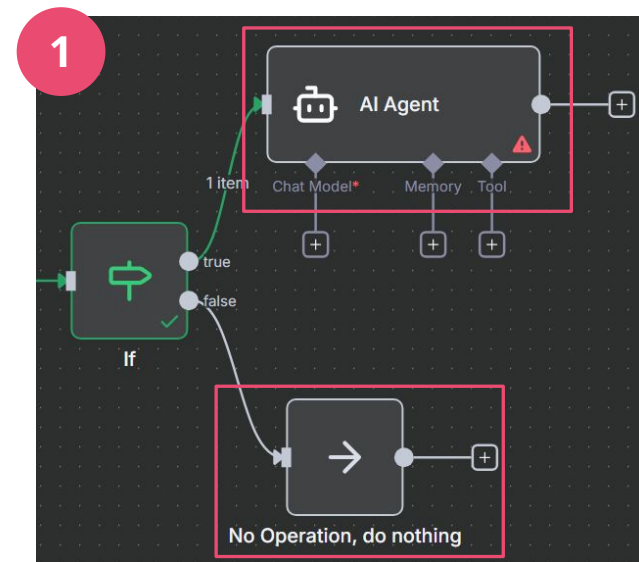 1
AI Agent
1 item
Chat Model*
Memory
Tool
true
false
If
No Operation, do nothing